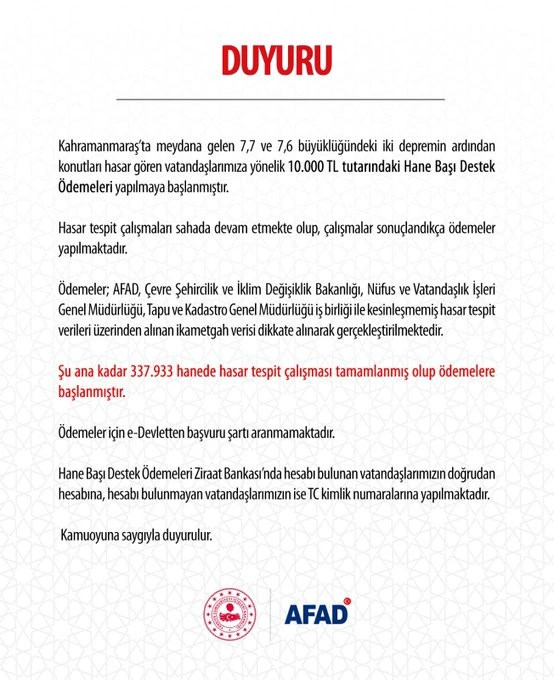 DUYURU
Kahramanmaraş'ta meydana gelen 7,7 ve 7,6 büyüklüğündeki iki depremin ardından
konutları hasar gören vatandaşlarımıza yönelik 10.000 TL tutarındaki Hane Başı Destek
Ödemeleri yapılmaya başlanmıştır.
Hasar tespit çalışmaları sahada devam etmekte olup, çalışmalar sonuçlandıkça ödemeler
yapılmaktadır.
Ödemeler; AFAD, Çevre Şehircilik ve İklim Değişiklik Bakanlığı, Nüfus ve Vatandaşlık İşleri
Genel Müdürlüğü, Tapu ve Kadastro Genel Müdürlüğü iş birliği ile kesinleşmemiş hasar tespit
verileri üzerinden alınan ikametgah verisi dikkate alınarak gerçekleştirilmektedir.
Şu ana kadar 337.933 hanede hasar tespit çalışması tamamlanmış olup ödemelere
başlanmıştır.
Ödemeler için e-Devletten başvuru şartı aranmamaktadır.
Hane Başı Destek Ödemeleri Ziraat Bankası'nda hesabı bulunan vatandaşlarımızın doğrudan
hesabına, hesabı bulunmayan vatandaşlarımızın ise TC kimlik numaralarına yapılmaktadır.
Kamuoyuna saygıyla duyurulur.
AFAD